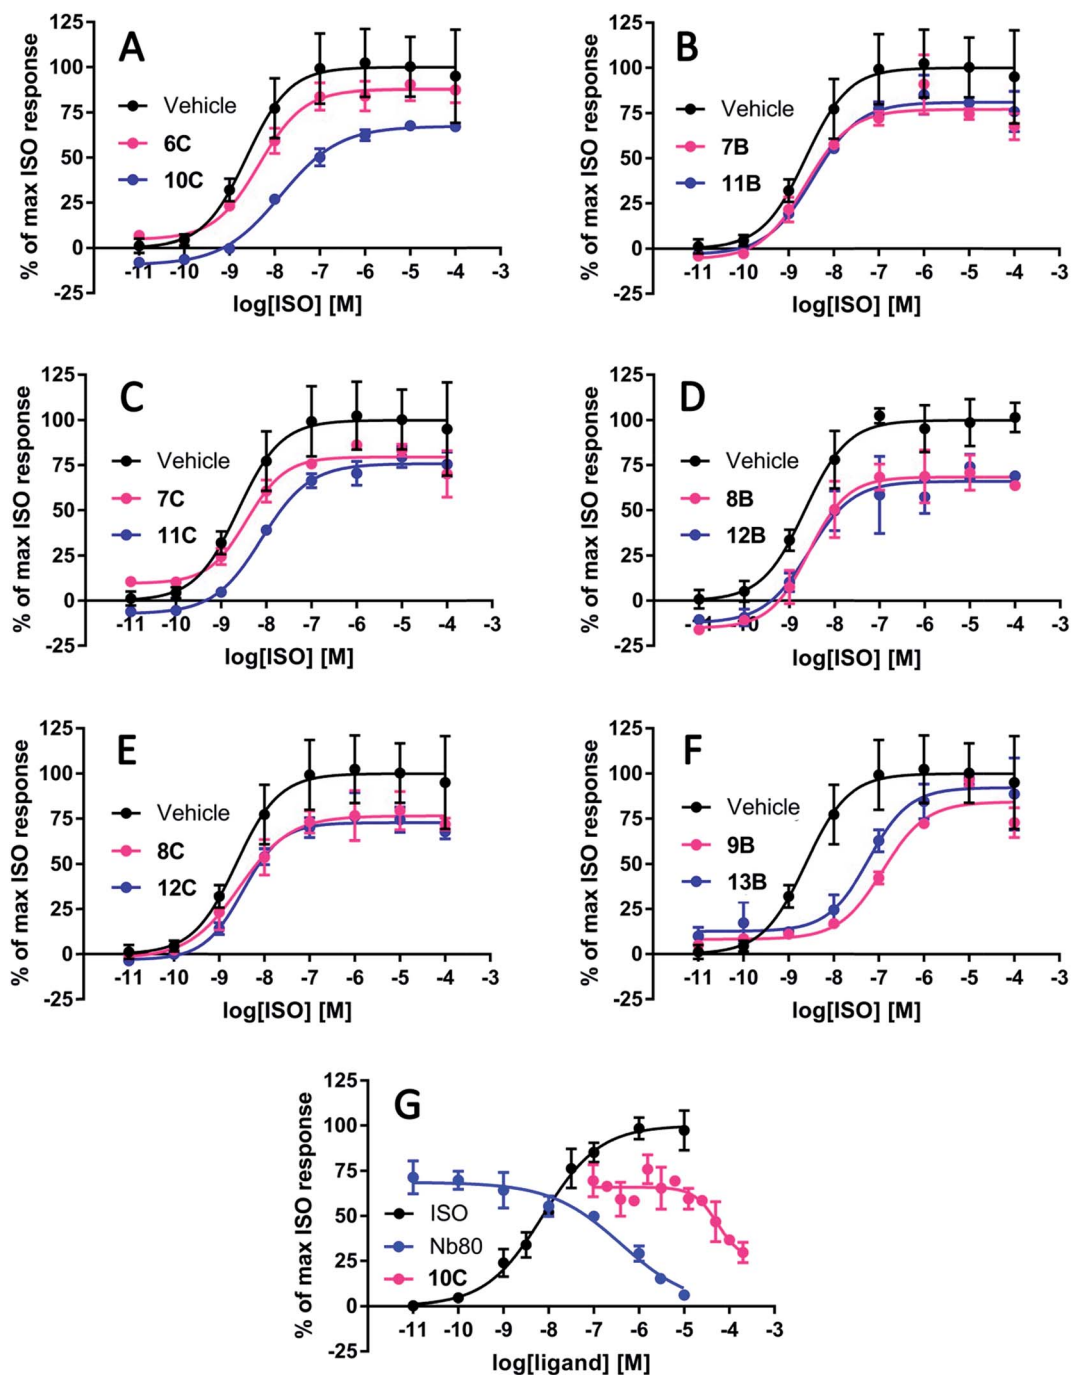 A
% of max ISO response
125
100
75
50
25
0
-25
Vehicle
6C
10C
-11 -10 -9 -8 -7 -6 -5 -4 -3
log[ISO] [M]
B
% of max ISO response
125
100
75
50
25
0
-25
Vehicle
7B
11B
-11 -10 -9 -8 -7 -6 -5 -4 -3
log[ISO] [M]
C
% of max ISO response
125
100
75
50
25
0
-25
Vehicle
7C
11C
-11 -10 -9 -8 -7 -6 -5 -4 -3
log[ISO] [M]
D
% of max ISO response
125
100
75
50
25
0
-25
Vehicle
8B
12B
-11 -10 -9 -8 -7 -6 -5 -4 -3
log[ISO] [M]
E
% of max ISO response
125
100
75
50
25
0
-25
Vehicle
8C
12C
-11 -10 -9 -8 -7 -6 -5 -4 -3
log[ISO] [M]
F
% of max ISO response
125
100
75
50
25
0
-25
Vehicle
9B
13B
-11 -10 -9 -8 -7 -6 -5 -4 -3
log[ISO] [M]
G
% of max ISO response
125
100
75
50
25
0
-25
ISO
Nb80
10C
-11 -10 -9 -8 -7 -6 -5 -4 -3
log[ligand] [M]